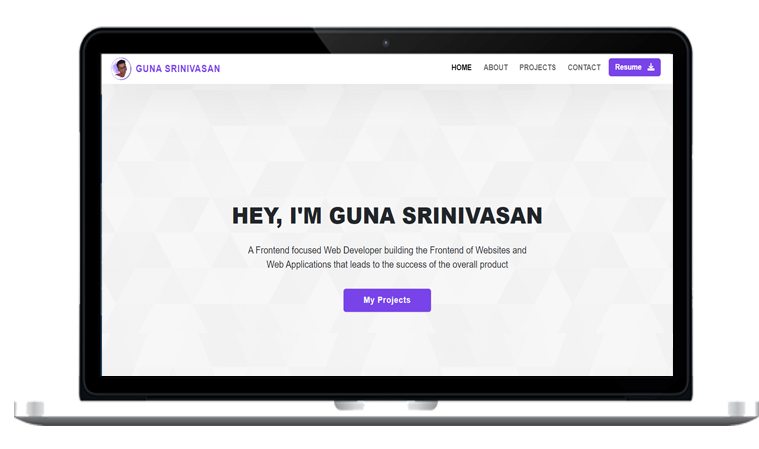 GUNA SRINIVASAN
HOME ABOUT PROJECTS CONTACT Resume
HEY, I'M GUNA SRINIVASAN
A Frontend focused Web Developer building the Frontend of Websites and
Web Applications that leads to the success of the overall product
My Projects